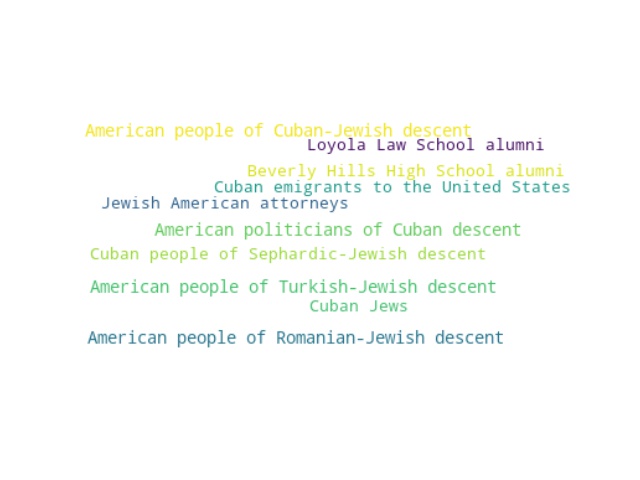 American people of Cuban-Jewish descent
Loyola Law School alumni
Beverly Hills High School alumni
Cuban emigrants to the United States
Jewish American attorneys
American politicians of Cuban descent
Cuban people of Sephardic-Jewish descent
American people of Turkish-Jewish descent
Cuban Jews
American people of Romanian-Jewish descent